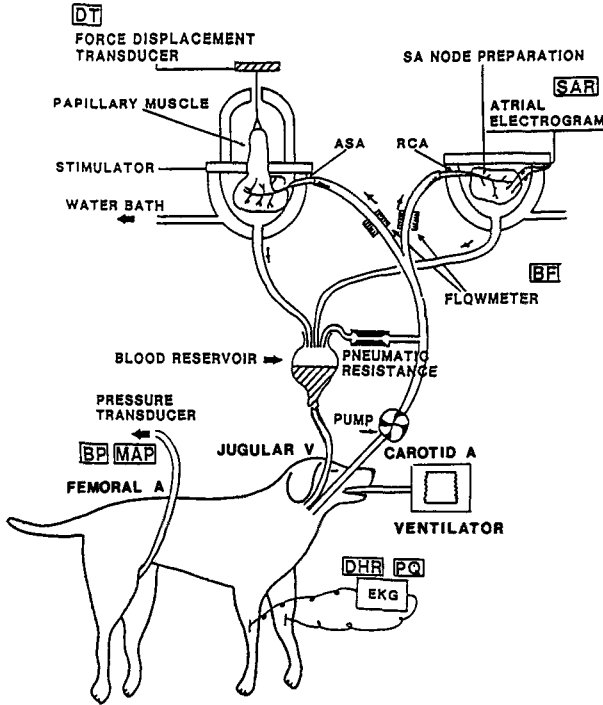 DT
FORCE DISPLACEMENT
TRANSDUCER
SA NODE PREPARATION
SAR
PAPILLARY MUSCLE
ATRIAL
ELECTROGRAM
ASA
RCA
STIMULATOR
WATER BATH
BF
FLOWMETER
BLOOD RESERVOIR
PNEUMATIC
RESISTANCE
PRESSURE
TRANSDUCER
PUMP
BP MAP
JUGULAR V
CAROTID A
FEMORAL A
VENTILATOR
DHR PQ
EKG